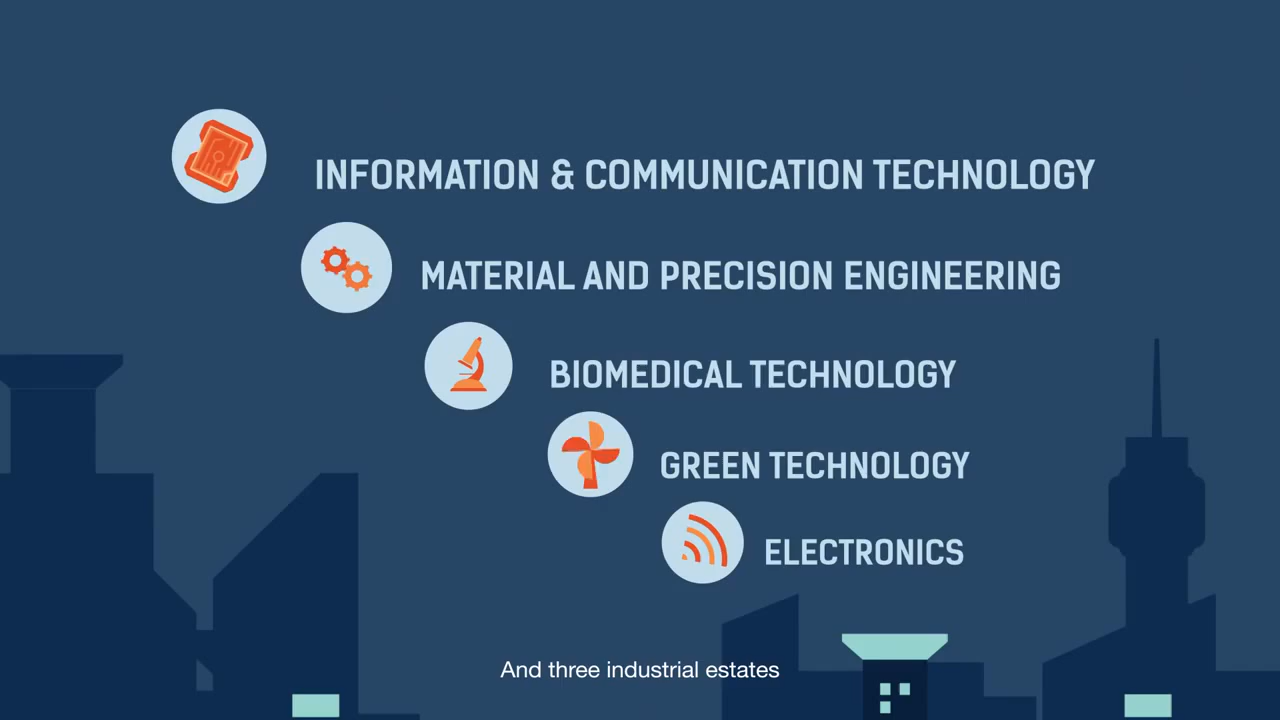 INFORMATION & COMMUNICATION TECHNOLOGY
MATERIAL AND PRECISION ENGINEERING
BIOMEDICAL TECHNOLOGY
GREEN TECHNOLOGY
ELECTRONICS
And three industrial estates